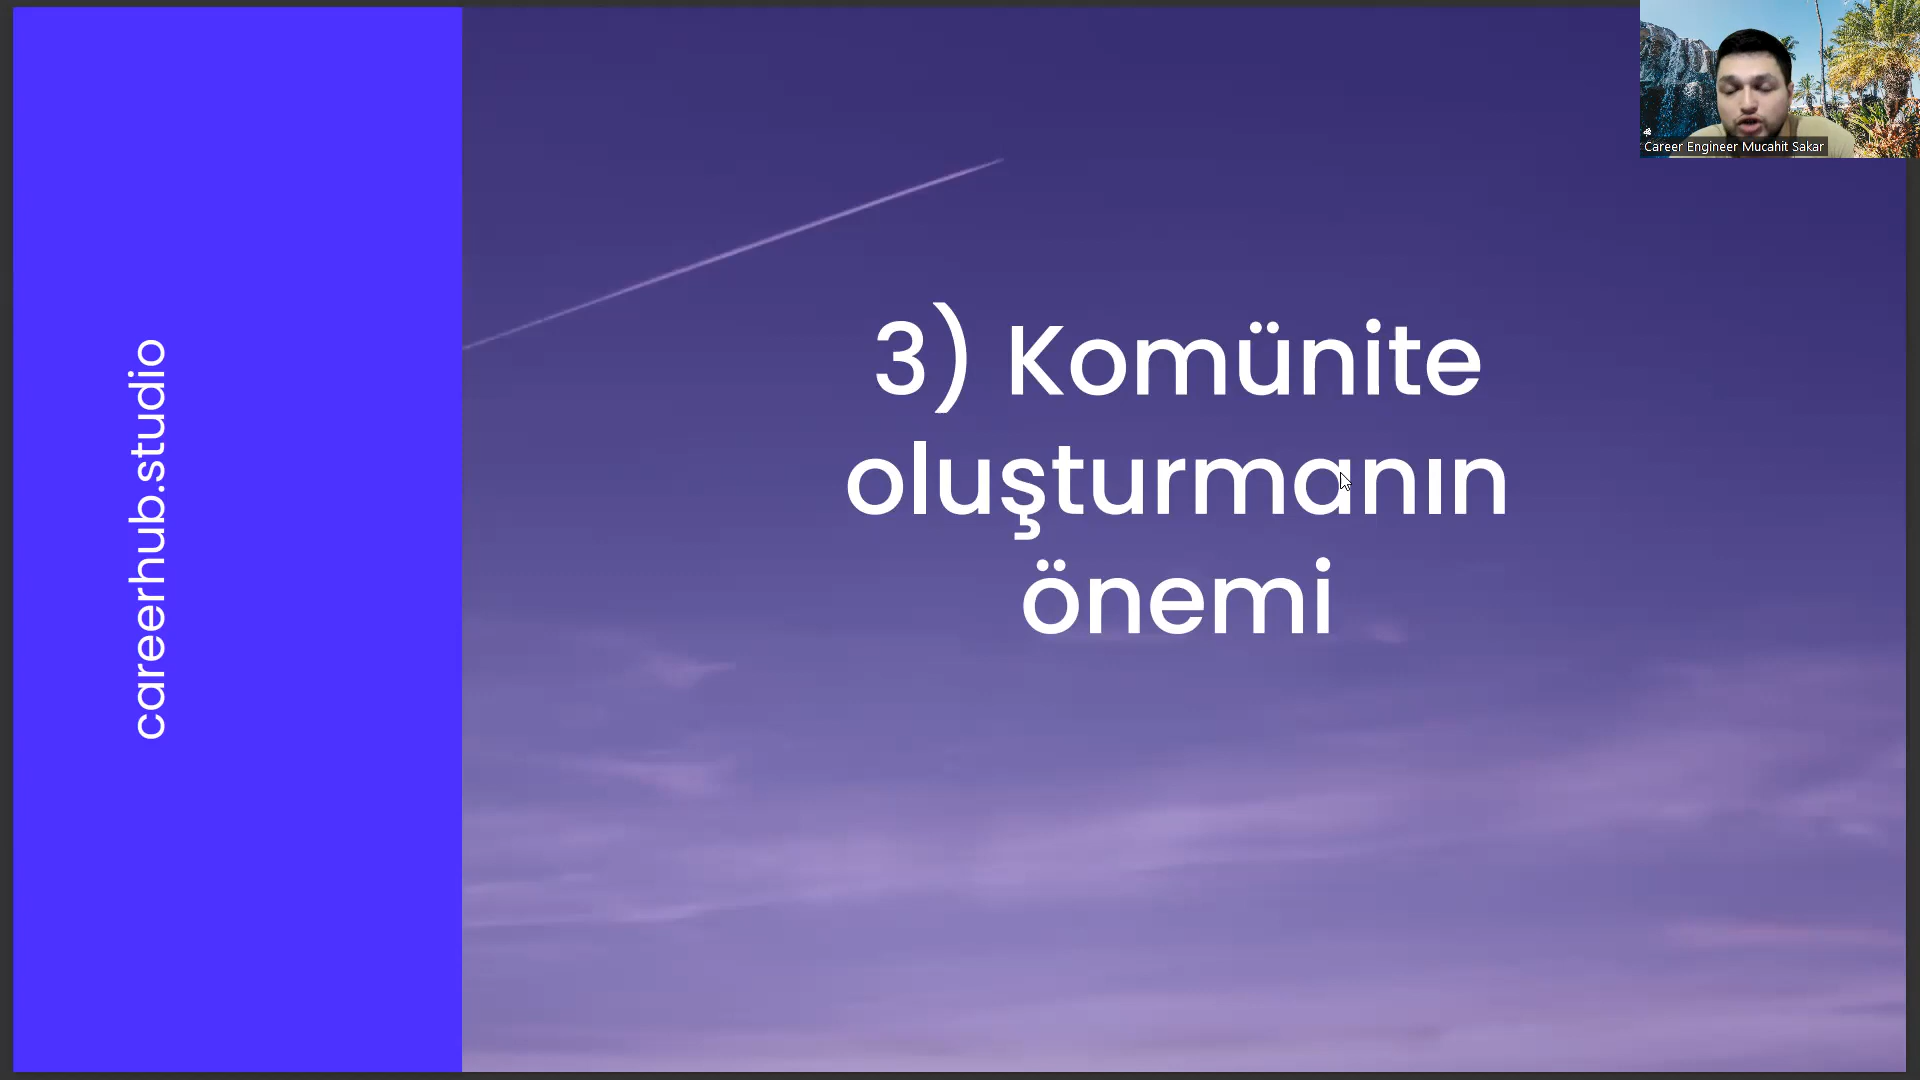 careerhub.studio
3) Komünite
oluşturmanın
önemi
Career Engineer Mucahit Sakar